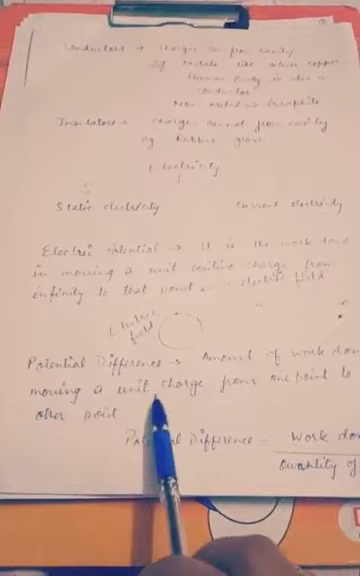 Conductors → Charges can flow easily
eg Metals like silver copper
Human Body is also a
conductor
Non Metal → Graphite
Insulators → Charges cannot flow easily
eg Rubber glove
Electricity
Static electricity Current electricity
Electric Potential → It is the work done
in moving a unit positive charge from
infinity to that point in a electric field
Electric
field
Potential Difference → Amount of work don
moving a unit charge from one point to
other point
Potential Difference = Work don
Quantity of